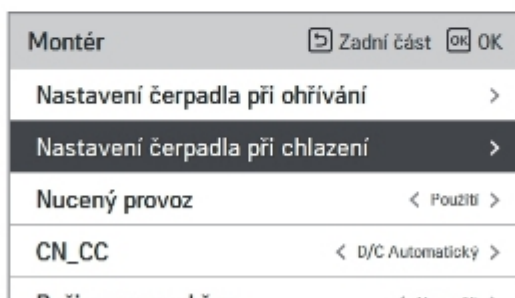 Montér Zadní část OK OK
Nastavení čerpadla při ohřívání >
Nastavení čerpadla při chlazení >
Nucený provoz < Použití >
CN_CC < D/C Automatický >